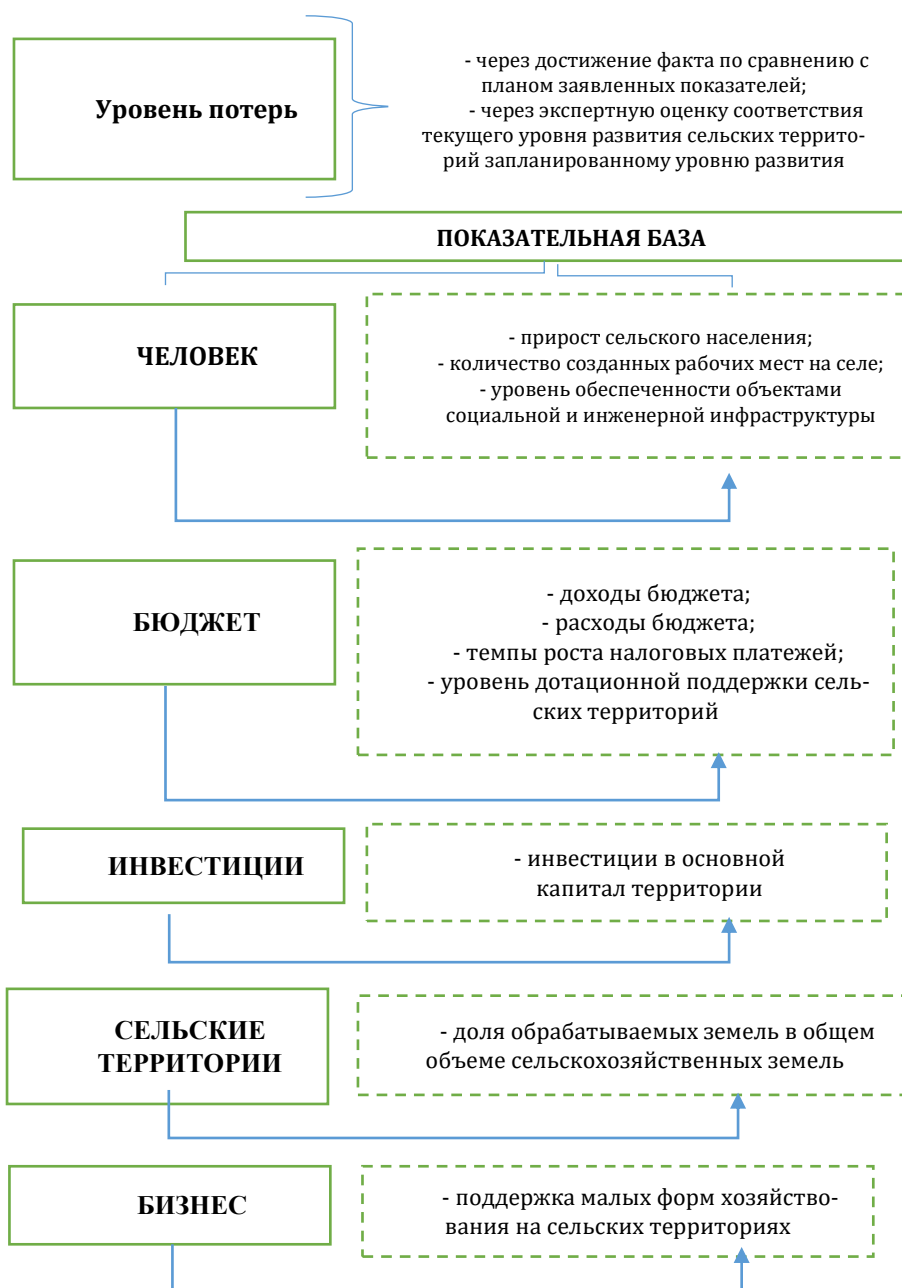 Уровень потерь
- через достижение факта по сравнению с
планом заявленных показателей;
- через экспертную оценку соответствия
текущего уровня развития сельских террито-
рий запланированному уровню развития
ПОКАЗАТЕЛЬНАЯ БАЗА
ЧЕЛОВЕК
- прирост сельского населения;
- количество созданных рабочих мест на селе;
- уровень обеспеченности объектами
социальной и инженерной инфраструктуры
БЮДЖЕТ
- доходы бюджета;
- расходы бюджета;
- темпы роста налоговых платежей;
- уровень дотационной поддержки сель-
ских территорий
ИНВЕСТИЦИИ
- инвестиции в основной
капитал территории
СЕЛЬСКИЕ
ТЕРРИТОРИИ
- доля обрабатываемых земель в общем
объеме сельскохозяйственных земель
БИЗНЕС
- поддержка малых форм хозяйство-
вания на сельских территориях